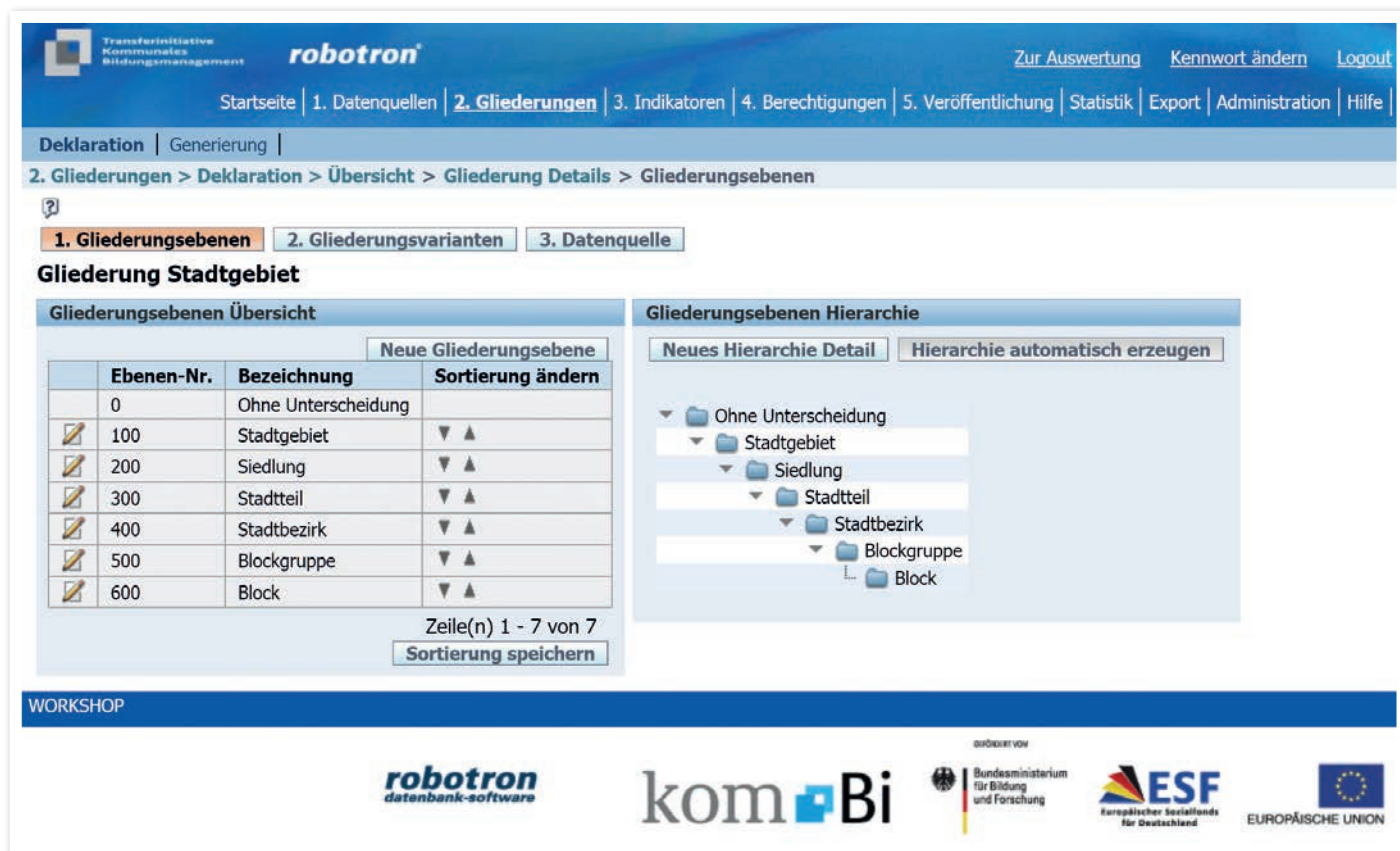 Transferinitiative
Kommunales
Bildungsmanagement
robotron
Zur Auswertung Kennwort ändern Logout
Startseite | 1. Datenquellen | 2. Gliederungen | 3. Indikatoren | 4. Berechtigungen | 5. Veröffentlichung | Statistik | Export | Administration | Hilfe |
Deklaration | Generierung |
2. Gliederungen > Deklaration > Übersicht > Gliederung Details > Gliederungsebenen
?
1. Gliederungsebenen 2. Gliederungsvarianten 3. Datenquelle
Gliederung Stadtgebiet
Gliederungsebenen Übersicht
Neue Gliederungsebene
Ebenen-Nr. Bezeichnung Sortierung ändern
0 Ohne Unterscheidung
100 Stadtgebiet ▼ ▲
200 Siedlung ▼ ▲
300 Stadtteil ▼ ▲
400 Stadtbezirk ▼ ▲
500 Blockgruppe ▼ ▲
600 Block ▼ ▲
Zeile(n) 1 - 7 von 7
Sortierung speichern
Gliederungsebenen Hierarchie
Neues Hierarchie Detail Hierarchie automatisch erzeugen
Ohne Unterscheidung
Stadtgebiet
Siedlung
Stadtteil
Stadtbezirk
Blockgruppe
Block
WORKSHOP
robotron
datenbank-software
kom Bi
GEFÖRDERT VOM
Bundesministerium
für Bildung
und Forschung
ESF
Europäischer Sozialfonds
für Deutschland
EUROPÄISCHE UNION